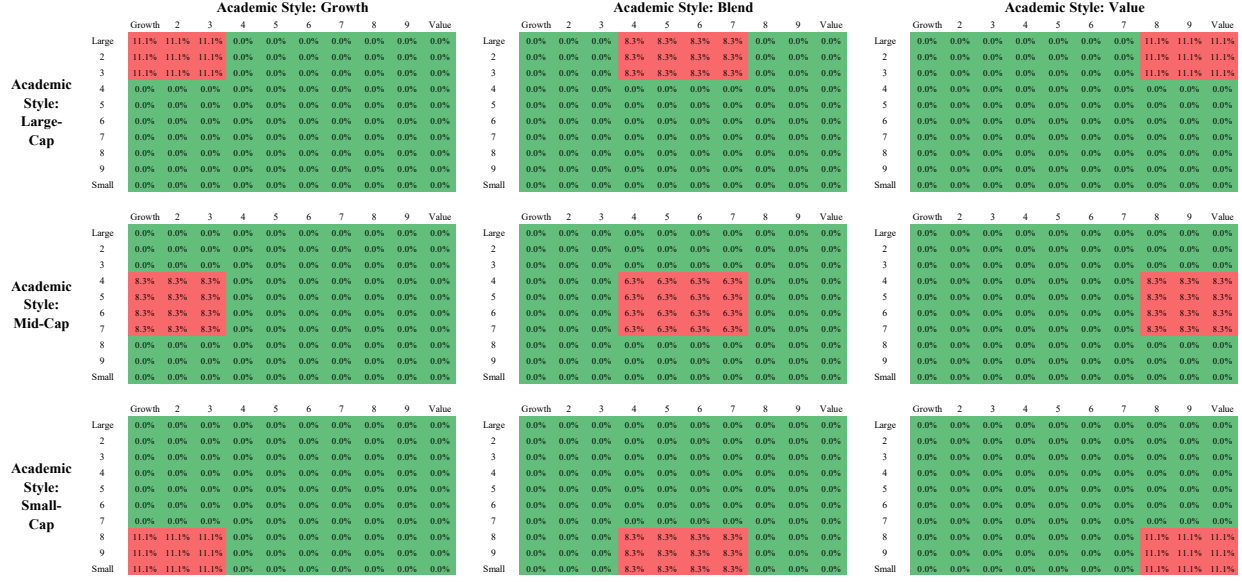 Academic Style: Growth Academic Style: Blend Academic Style: Value
Academic
Style:
Large-
Cap
Growth 2 3 4 5 6 7 8 9 Value Growth 2 3 4 5 6 7 8 9 Value Growth 2 3 4 5 6 7 8 9 Value
Large 11.1% 11.1% 11.1% 0.0% 0.0% 0.0% 0.0% 0.0% 0.0% 0.0% Large 0.0% 0.0% 0.0% 8.3% 8.3% 8.3% 8.3% 0.0% 0.0% 0.0% Large 0.0% 0.0% 0.0% 0.0% 0.0% 0.0% 0.0% 11.1% 11.1% 11.1%
2 11.1% 11.1% 11.1% 0.0% 0.0% 0.0% 0.0% 0.0% 0.0% 0.0% 2 0.0% 0.0% 0.0% 8.3% 8.3% 8.3% 8.3% 0.0% 0.0% 0.0% 2 0.0% 0.0% 0.0% 0.0% 0.0% 0.0% 0.0% 11.1% 11.1% 11.1%
3 11.1% 11.1% 11.1% 0.0% 0.0% 0.0% 0.0% 0.0% 0.0% 0.0% 3 0.0% 0.0% 0.0% 8.3% 8.3% 8.3% 8.3% 0.0% 0.0% 0.0% 3 0.0% 0.0% 0.0% 0.0% 0.0% 0.0% 0.0% 11.1% 11.1% 11.1%
4 0.0% 0.0% 0.0% 0.0% 0.0% 0.0% 0.0% 0.0% 0.0% 0.0% 4 0.0% 0.0% 0.0% 0.0% 0.0% 0.0% 0.0% 0.0% 0.0% 0.0% 4 0.0% 0.0% 0.0% 0.0% 0.0% 0.0% 0.0% 0.0% 0.0% 0.0%
5 0.0% 0.0% 0.0% 0.0% 0.0% 0.0% 0.0% 0.0% 0.0% 0.0% 5 0.0% 0.0% 0.0% 0.0% 0.0% 0.0% 0.0% 0.0% 0.0% 0.0% 5 0.0% 0.0% 0.0% 0.0% 0.0% 0.0% 0.0% 0.0% 0.0% 0.0%
6 0.0% 0.0% 0.0% 0.0% 0.0% 0.0% 0.0% 0.0% 0.0% 0.0% 6 0.0% 0.0% 0.0% 0.0% 0.0% 0.0% 0.0% 0.0% 0.0% 0.0% 6 0.0% 0.0% 0.0% 0.0% 0.0% 0.0% 0.0% 0.0% 0.0% 0.0%
7 0.0% 0.0% 0.0% 0.0% 0.0% 0.0% 0.0% 0.0% 0.0% 0.0% 7 0.0% 0.0% 0.0% 0.0% 0.0% 0.0% 0.0% 0.0% 0.0% 0.0% 7 0.0% 0.0% 0.0% 0.0% 0.0% 0.0% 0.0% 0.0% 0.0% 0.0%
8 0.0% 0.0% 0.0% 0.0% 0.0% 0.0% 0.0% 0.0% 0.0% 0.0% 8 0.0% 0.0% 0.0% 0.0% 0.0% 0.0% 0.0% 0.0% 0.0% 0.0% 8 0.0% 0.0% 0.0% 0.0% 0.0% 0.0% 0.0% 0.0% 0.0% 0.0%
9 0.0% 0.0% 0.0% 0.0% 0.0% 0.0% 0.0% 0.0% 0.0% 0.0% 9 0.0% 0.0% 0.0% 0.0% 0.0% 0.0% 0.0% 0.0% 0.0% 0.0% 9 0.0% 0.0% 0.0% 0.0% 0.0% 0.0% 0.0% 0.0% 0.0% 0.0%
Small 0.0% 0.0% 0.0% 0.0% 0.0% 0.0% 0.0% 0.0% 0.0% 0.0% Small 0.0% 0.0% 0.0% 0.0% 0.0% 0.0% 0.0% 0.0% 0.0% 0.0% Small 0.0% 0.0% 0.0% 0.0% 0.0% 0.0% 0.0% 0.0% 0.0% 0.0%
Academic
Style:
Mid-Cap
Growth 2 3 4 5 6 7 8 9 Value Growth 2 3 4 5 6 7 8 9 Value Growth 2 3 4 5 6 7 8 9 Value
Large 0.0% 0.0% 0.0% 0.0% 0.0% 0.0% 0.0% 0.0% 0.0% 0.0% Large 0.0% 0.0% 0.0% 0.0% 0.0% 0.0% 0.0% 0.0% 0.0% 0.0% Large 0.0% 0.0% 0.0% 0.0% 0.0% 0.0% 0.0% 0.0% 0.0% 0.0%
2 0.0% 0.0% 0.0% 0.0% 0.0% 0.0% 0.0% 0.0% 0.0% 0.0% 2 0.0% 0.0% 0.0% 0.0% 0.0% 0.0% 0.0% 0.0% 0.0% 0.0% 2 0.0% 0.0% 0.0% 0.0% 0.0% 0.0% 0.0% 0.0% 0.0% 0.0%
3 0.0% 0.0% 0.0% 0.0% 0.0% 0.0% 0.0% 0.0% 0.0% 0.0% 3 0.0% 0.0% 0.0% 0.0% 0.0% 0.0% 0.0% 0.0% 0.0% 0.0% 3 0.0% 0.0% 0.0% 0.0% 0.0% 0.0% 0.0% 0.0% 0.0% 0.0%
4 8.3% 8.3% 8.3% 0.0% 0.0% 0.0% 0.0% 0.0% 0.0% 0.0% 4 0.0% 0.0% 0.0% 6.3% 6.3% 6.3% 6.3% 0.0% 0.0% 0.0% 4 0.0% 0.0% 0.0% 0.0% 0.0% 0.0% 0.0% 8.3% 8.3% 8.3%
5 8.3% 8.3% 8.3% 0.0% 0.0% 0.0% 0.0% 0.0% 0.0% 0.0% 5 0.0% 0.0% 0.0% 6.3% 6.3% 6.3% 6.3% 0.0% 0.0% 0.0% 5 0.0% 0.0% 0.0% 0.0% 0.0% 0.0% 0.0% 8.3% 8.3% 8.3%
6 8.3% 8.3% 8.3% 0.0% 0.0% 0.0% 0.0% 0.0% 0.0% 0.0% 6 0.0% 0.0% 0.0% 6.3% 6.3% 6.3% 6.3% 0.0% 0.0% 0.0% 6 0.0% 0.0% 0.0% 0.0% 0.0% 0.0% 0.0% 8.3% 8.3% 8.3%
7 8.3% 8.3% 8.3% 0.0% 0.0% 0.0% 0.0% 0.0% 0.0% 0.0% 7 0.0% 0.0% 0.0% 6.3% 6.3% 6.3% 6.3% 0.0% 0.0% 0.0% 7 0.0% 0.0% 0.0% 0.0% 0.0% 0.0% 0.0% 8.3% 8.3% 8.3%
8 0.0% 0.0% 0.0% 0.0% 0.0% 0.0% 0.0% 0.0% 0.0% 0.0% 8 0.0% 0.0% 0.0% 0.0% 0.0% 0.0% 0.0% 0.0% 0.0% 0.0% 8 0.0% 0.0% 0.0% 0.0% 0.0% 0.0% 0.0% 0.0% 0.0% 0.0%
9 0.0% 0.0% 0.0% 0.0% 0.0% 0.0% 0.0% 0.0% 0.0% 0.0% 9 0.0% 0.0% 0.0% 0.0% 0.0% 0.0% 0.0% 0.0% 0.0% 0.0% 9 0.0% 0.0% 0.0% 0.0% 0.0% 0.0% 0.0% 0.0% 0.0% 0.0%
Small 0.0% 0.0% 0.0% 0.0% 0.0% 0.0% 0.0% 0.0% 0.0% 0.0% Small 0.0% 0.0% 0.0% 0.0% 0.0% 0.0% 0.0% 0.0% 0.0% 0.0% Small 0.0% 0.0% 0.0% 0.0% 0.0% 0.0% 0.0% 0.0% 0.0% 0.0%
Academic
Style:
Small-
Cap
Growth 2 3 4 5 6 7 8 9 Value Growth 2 3 4 5 6 7 8 9 Value Growth 2 3 4 5 6 7 8 9 Value
Large 0.0% 0.0% 0.0% 0.0% 0.0% 0.0% 0.0% 0.0% 0.0% 0.0% Large 0.0% 0.0% 0.0% 0.0% 0.0% 0.0% 0.0% 0.0% 0.0% 0.0% Large 0.0% 0.0% 0.0% 0.0% 0.0% 0.0% 0.0% 0.0% 0.0% 0.0%
2 0.0% 0.0% 0.0% 0.0% 0.0% 0.0% 0.0% 0.0% 0.0% 0.0% 2 0.0% 0.0% 0.0% 0.0% 0.0% 0.0% 0.0% 0.0% 0.0% 0.0% 2 0.0% 0.0% 0.0% 0.0% 0.0% 0.0% 0.0% 0.0% 0.0% 0.0%
3 0.0% 0.0% 0.0% 0.0% 0.0% 0.0% 0.0% 0.0% 0.0% 0.0% 3 0.0% 0.0% 0.0% 0.0% 0.0% 0.0% 0.0% 0.0% 0.0% 0.0% 3 0.0% 0.0% 0.0% 0.0% 0.0% 0.0% 0.0% 0.0% 0.0% 0.0%
4 0.0% 0.0% 0.0% 0.0% 0.0% 0.0% 0.0% 0.0% 0.0% 0.0% 4 0.0% 0.0% 0.0% 0.0% 0.0% 0.0% 0.0% 0.0% 0.0% 0.0% 4 0.0% 0.0% 0.0% 0.0% 0.0% 0.0% 0.0% 0.0% 0.0% 0.0%
5 0.0% 0.0% 0.0% 0.0% 0.0% 0.0% 0.0% 0.0% 0.0% 0.0% 5 0.0% 0.0% 0.0% 0.0% 0.0% 0.0% 0.0% 0.0% 0.0% 0.0% 5 0.0% 0.0% 0.0% 0.0% 0.0% 0.0% 0.0% 0.0% 0.0% 0.0%
6 0.0% 0.0% 0.0% 0.0% 0.0% 0.0% 0.0% 0.0% 0.0% 0.0% 6 0.0% 0.0% 0.0% 0.0% 0.0% 0.0% 0.0% 0.0% 0.0% 0.0% 6 0.0% 0.0% 0.0% 0.0% 0.0% 0.0% 0.0% 0.0% 0.0% 0.0%
7 0.0% 0.0% 0.0% 0.0% 0.0% 0.0% 0.0% 0.0% 0.0% 0.0% 7 0.0% 0.0% 0.0% 0.0% 0.0% 0.0% 0.0% 0.0% 0.0% 0.0% 7 0.0% 0.0% 0.0% 0.0% 0.0% 0.0% 0.0% 0.0% 0.0% 0.0%
8 11.1% 11.1% 11.1% 0.0% 0.0% 0.0% 0.0% 0.0% 0.0% 0.0% 8 0.0% 0.0% 0.0% 8.3% 8.3% 8.3% 8.3% 0.0% 0.0% 0.0% 8 0.0% 0.0% 0.0% 0.0% 0.0% 0.0% 0.0% 11.1% 11.1% 11.1%
9 11.1% 11.1% 11.1% 0.0% 0.0% 0.0% 0.0% 0.0% 0.0% 0.0% 9 0.0% 0.0% 0.0% 8.3% 8.3% 8.3% 8.3% 0.0% 0.0% 0.0% 9 0.0% 0.0% 0.0% 0.0% 0.0% 0.0% 0.0% 11.1% 11.1% 11.1%
Small 11.1% 11.1% 11.1% 0.0% 0.0% 0.0% 0.0% 0.0% 0.0% 0.0% Small 0.0% 0.0% 0.0% 8.3% 8.3% 8.3% 8.3% 0.0% 0.0% 0.0% Small 0.0% 0.0% 0.0% 0.0% 0.0% 0.0% 0.0% 11.1% 11.1% 11.1%